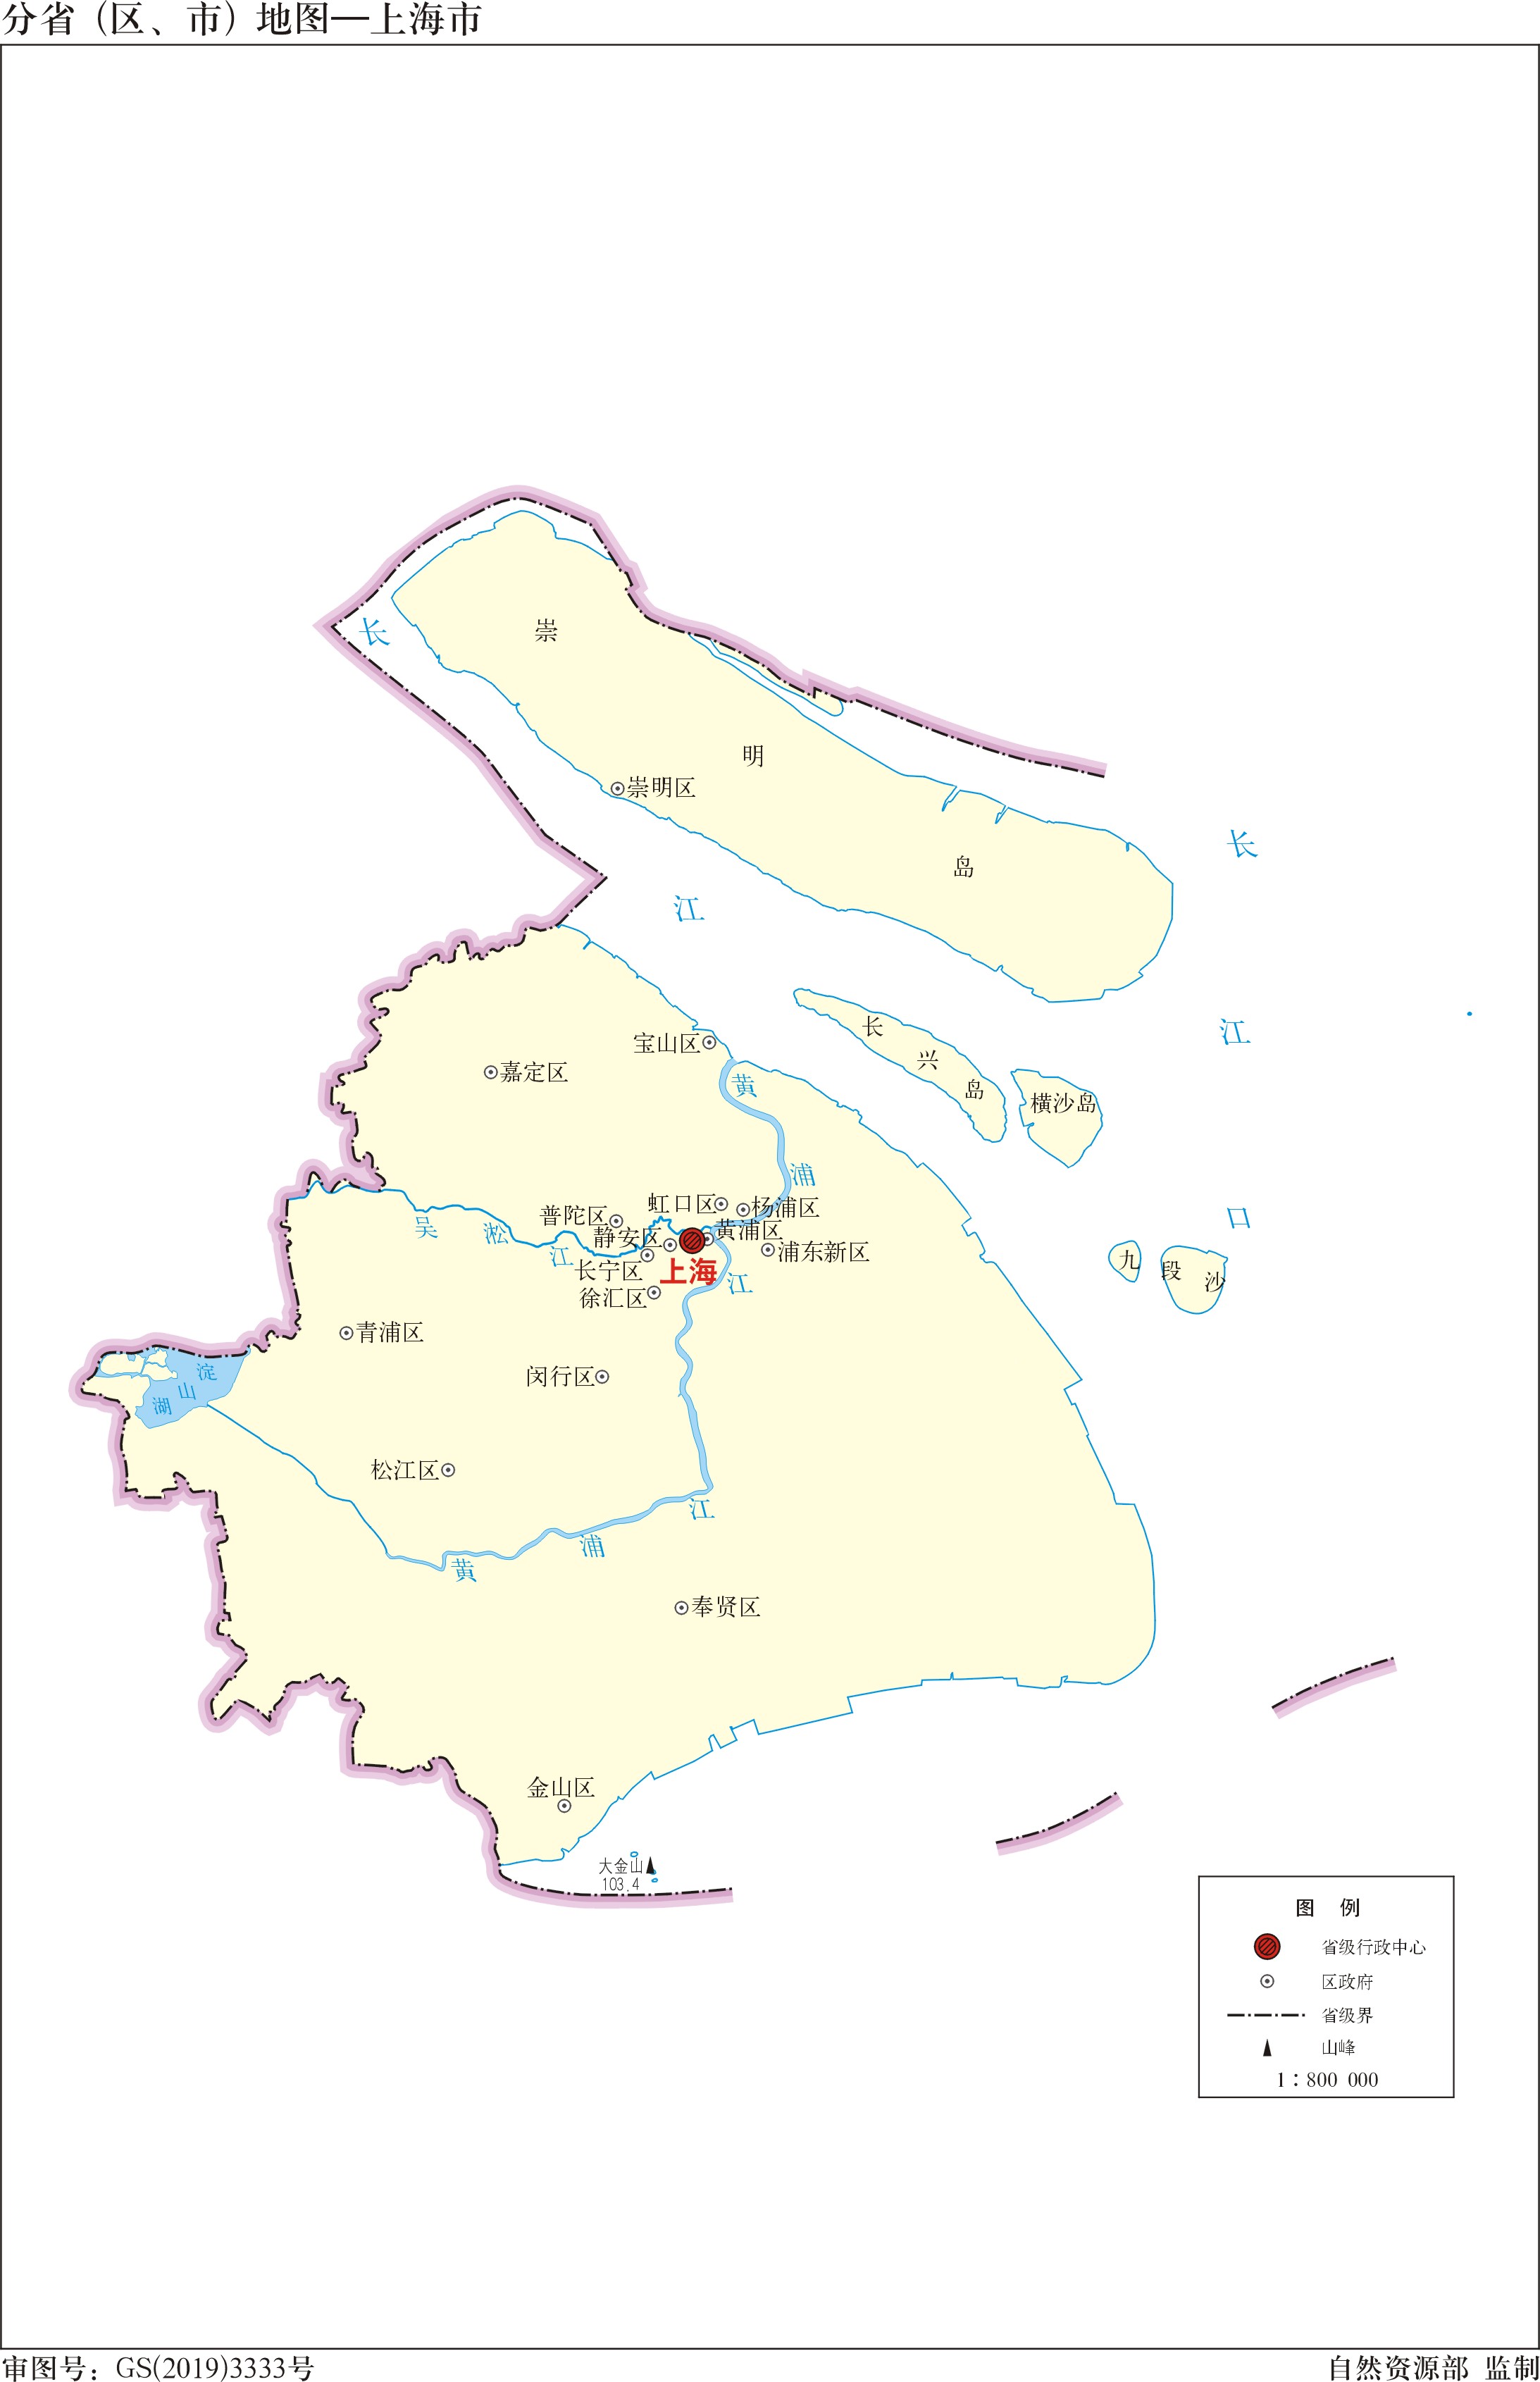 分省（区、市）地图—上海市
崇
长
明
崇明区
长
岛
江
长
江
宝山区
兴
嘉定区
黄
岛
横沙岛
浦
虹口区
杨浦区
普陀区
口
吴
淞
静安区
黄浦区
江
浦东新区
九
段
沙
长宁区
上海
江
徐汇区
青浦区
淀
山
湖
闵行区
松江区
江
浦
黄
奉贤区
金山区
大金山
103.4
图 例
省级行政中心
区政府
省级界
山峰
1：800 000
审图号：GS(2019)3333号
自然资源部 监制